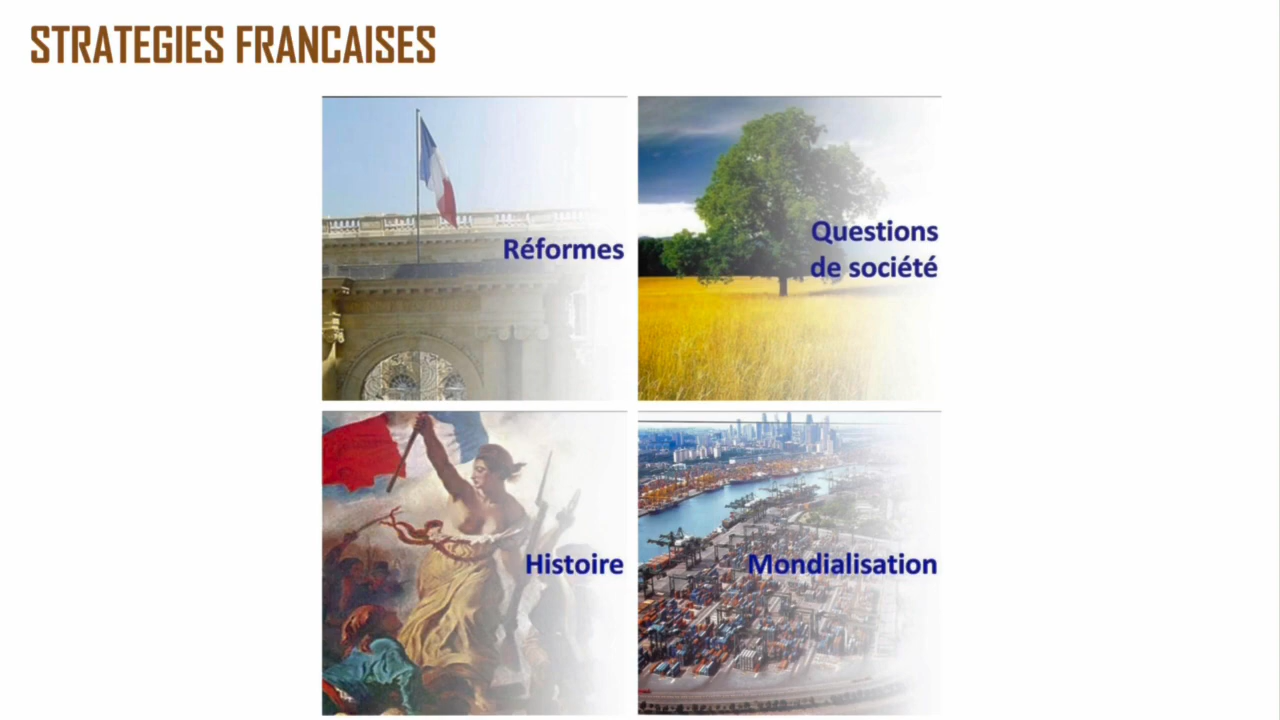 STRATEGIES FRANCAISES
Réformes
Questions
de société
Histoire
Mondialisation